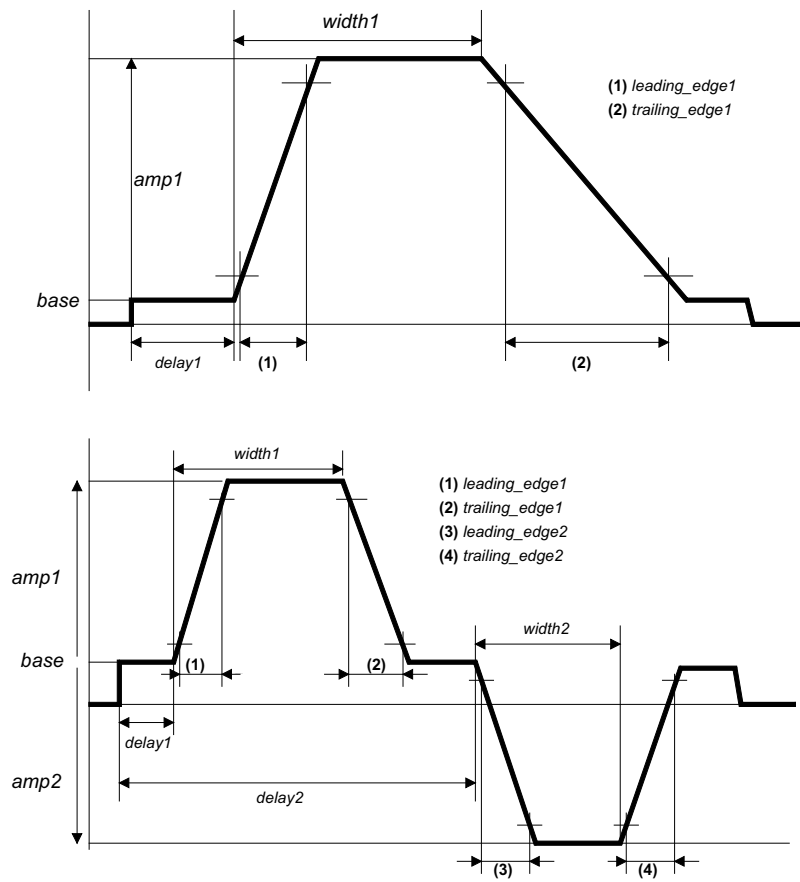 width1
(1) leading_edge1
(2) trailing_edge1
amp1
base
delay1
(1)
(2)
width1
(1) leading_edge1
(2) trailing_edge1
(3) leading_edge2
(4) trailing_edge2
amp1
width2
base
(1)
(2)
delay1
amp2
delay2
(3)
(4)